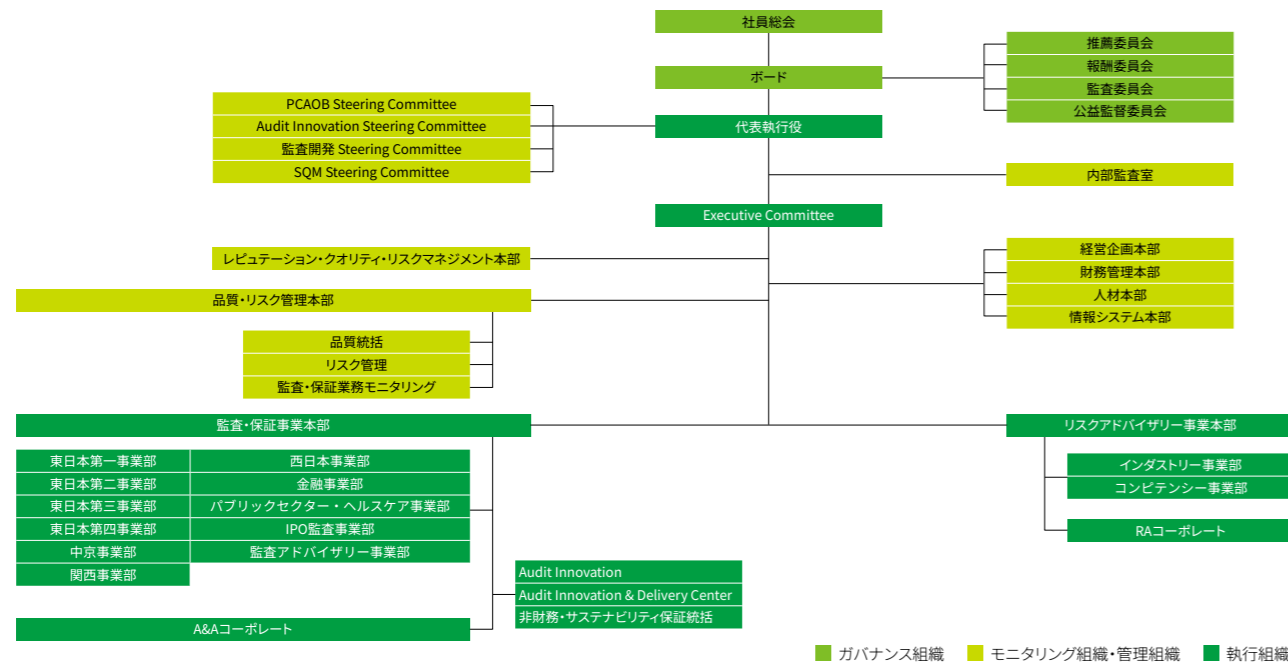 社員総会
ボード
推薦委員会
報酬委員会
監査委員会
公益監督委員会
PCAOB Steering Committee
Audit Innovation Steering Committee
監査開発 Steering Committee
SQM Steering Committee
代表執行役
内部監査室
Executive Committee
レピュテーション・クオリティ・リスクマネジメント本部
経営企画本部
財務管理本部
人材本部
情報システム本部
品質・リスク管理本部
品質統括
リスク管理
監査・保証業務モニタリング
監査・保証事業本部
リスクアドバイザリー事業本部
東日本第一事業部
西日本事業部
東日本第二事業部
金融事業部
東日本第三事業部
パブリックセクター・ヘルスケア事業部
東日本第四事業部
IPO監査事業部
中京事業部
監査アドバイザリー事業部
関西事業部
インダストリー事業部
コンピテンシー事業部
RAコーポレート
Audit Innovation
Audit Innovation & Delivery Center
非財務・サステナビリティ保証統括
A&Aコーポレート
ガバナンス組織
モニタリング組織・管理組織
執行組織